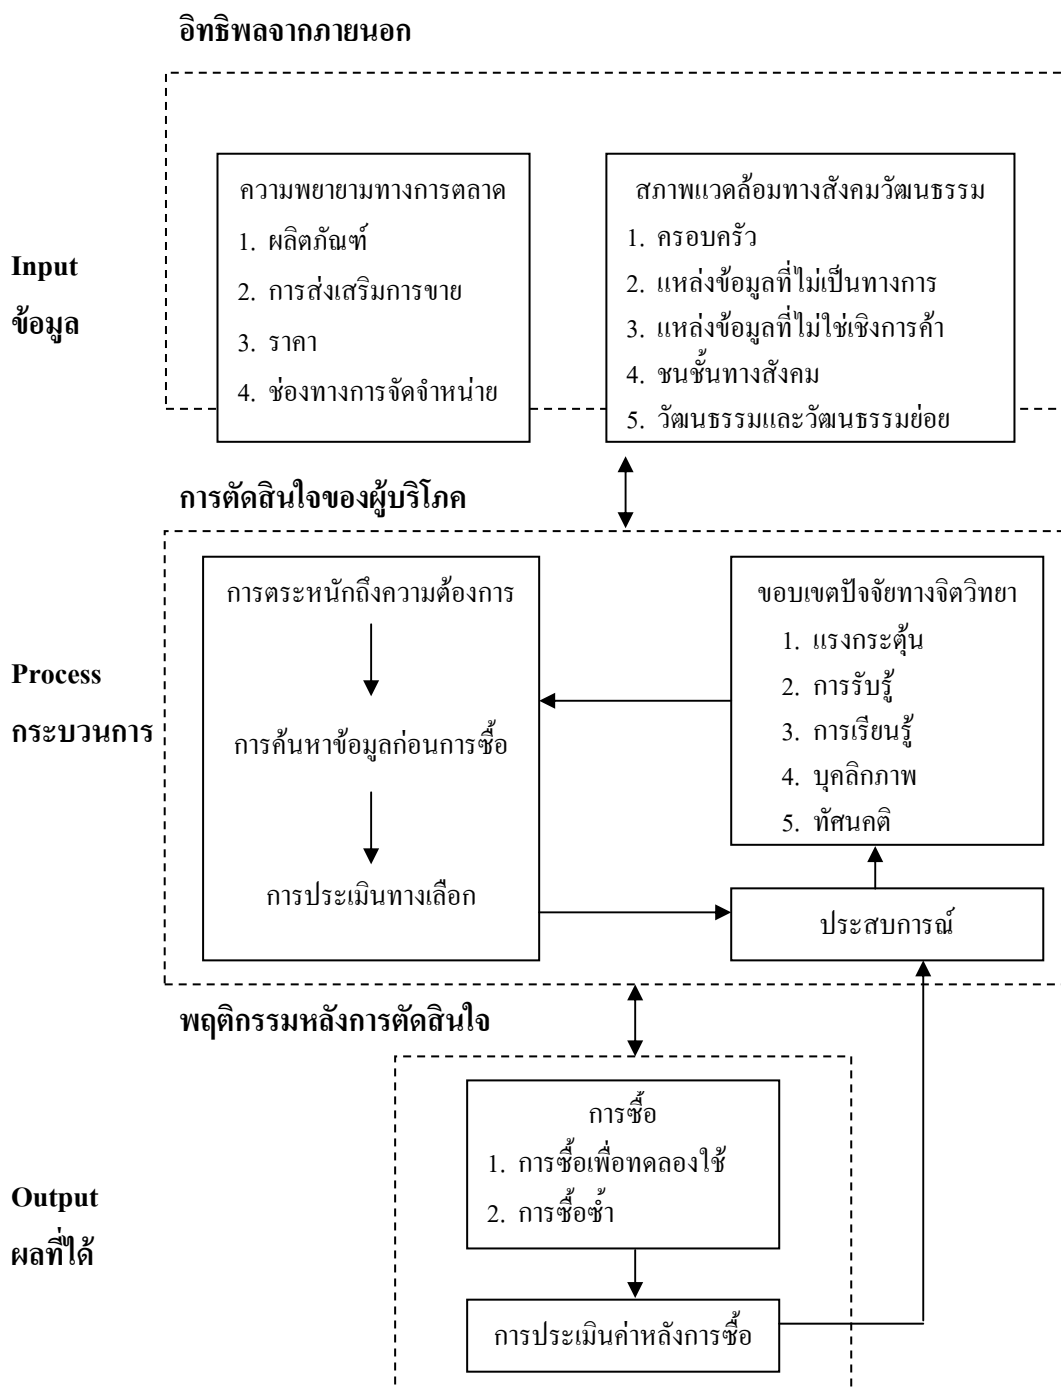 อิทธิพลจากภายนอก
ความพยายามทางการตลาด
1. ผลิตภัณฑ์
2. การส่งเสริมการขาย
3. ราคา
4. ช่องทางการจัดจำหน่าย
สภาพแวดล้อมทางสังคมวัฒนธรรม
1. ครอบครัว
2. แหล่งข้อมูลที่ไม่เป็นทางการ
3. แหล่งข้อมูลที่ไม่ใช่เชิงการค้า
4. ชนชั้นทางสังคม
5. วัฒนธรรมและวัฒนธรรมย่อย
Input
ข้อมูล
การตัดสินใจของผู้บริโภค
การตระหนักถึงความต้องการ
การค้นหาข้อมูลก่อนการซื้อ
การประเมินทางเลือก
ขอบเขตปัจจัยทางจิตวิทยา
1. แรงกระตุ้น
2. การรับรู้
3. การเรียนรู้
4. บุคลิกภาพ
5. ทัศนคติ
ประสบการณ์
Process
กระบวนการ
พฤติกรรมหลังการตัดสินใจ
การซื้อ
1. การซื้อเพื่อทดลองใช้
2. การซื้อซ้ำ
การประเมินค่าหลังการซื้อ
Output
ผลที่ได้